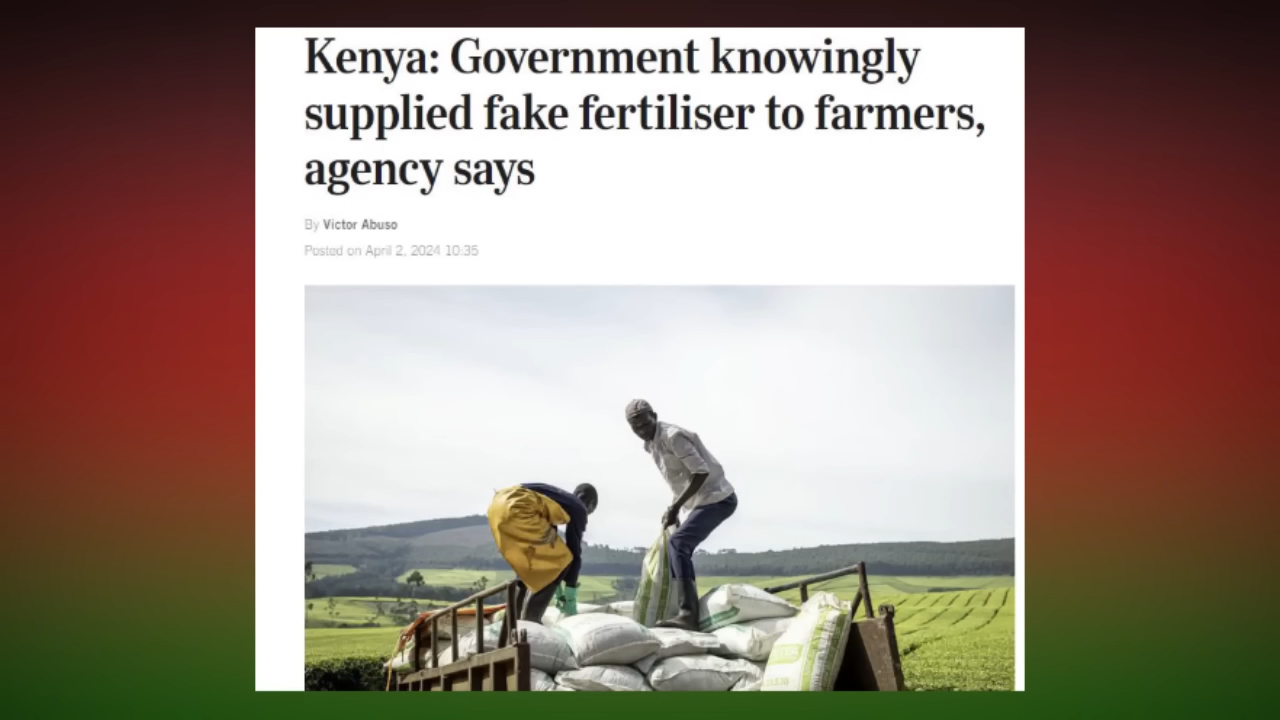 Kenya: Government knowingly
supplied fake fertiliser to farmers,
agency says
By Victor Abuso
Posted on April 2, 2024 10:35